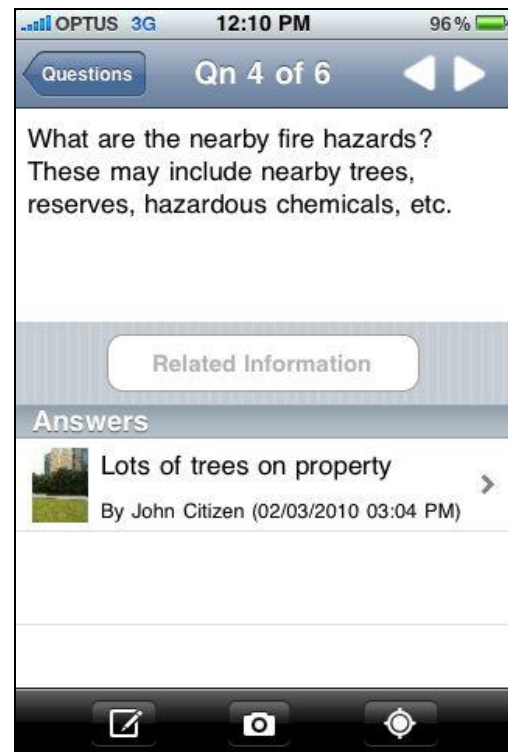 OPTUS 3G 12:10 PM 96%
Questions Qn 4 of 6
What are the nearby fire hazards?
These may include nearby trees,
reserves, hazardous chemicals, etc.
Related Information
Answers
Lots of trees on property
By John Citizen (02/03/2010 03:04 PM)